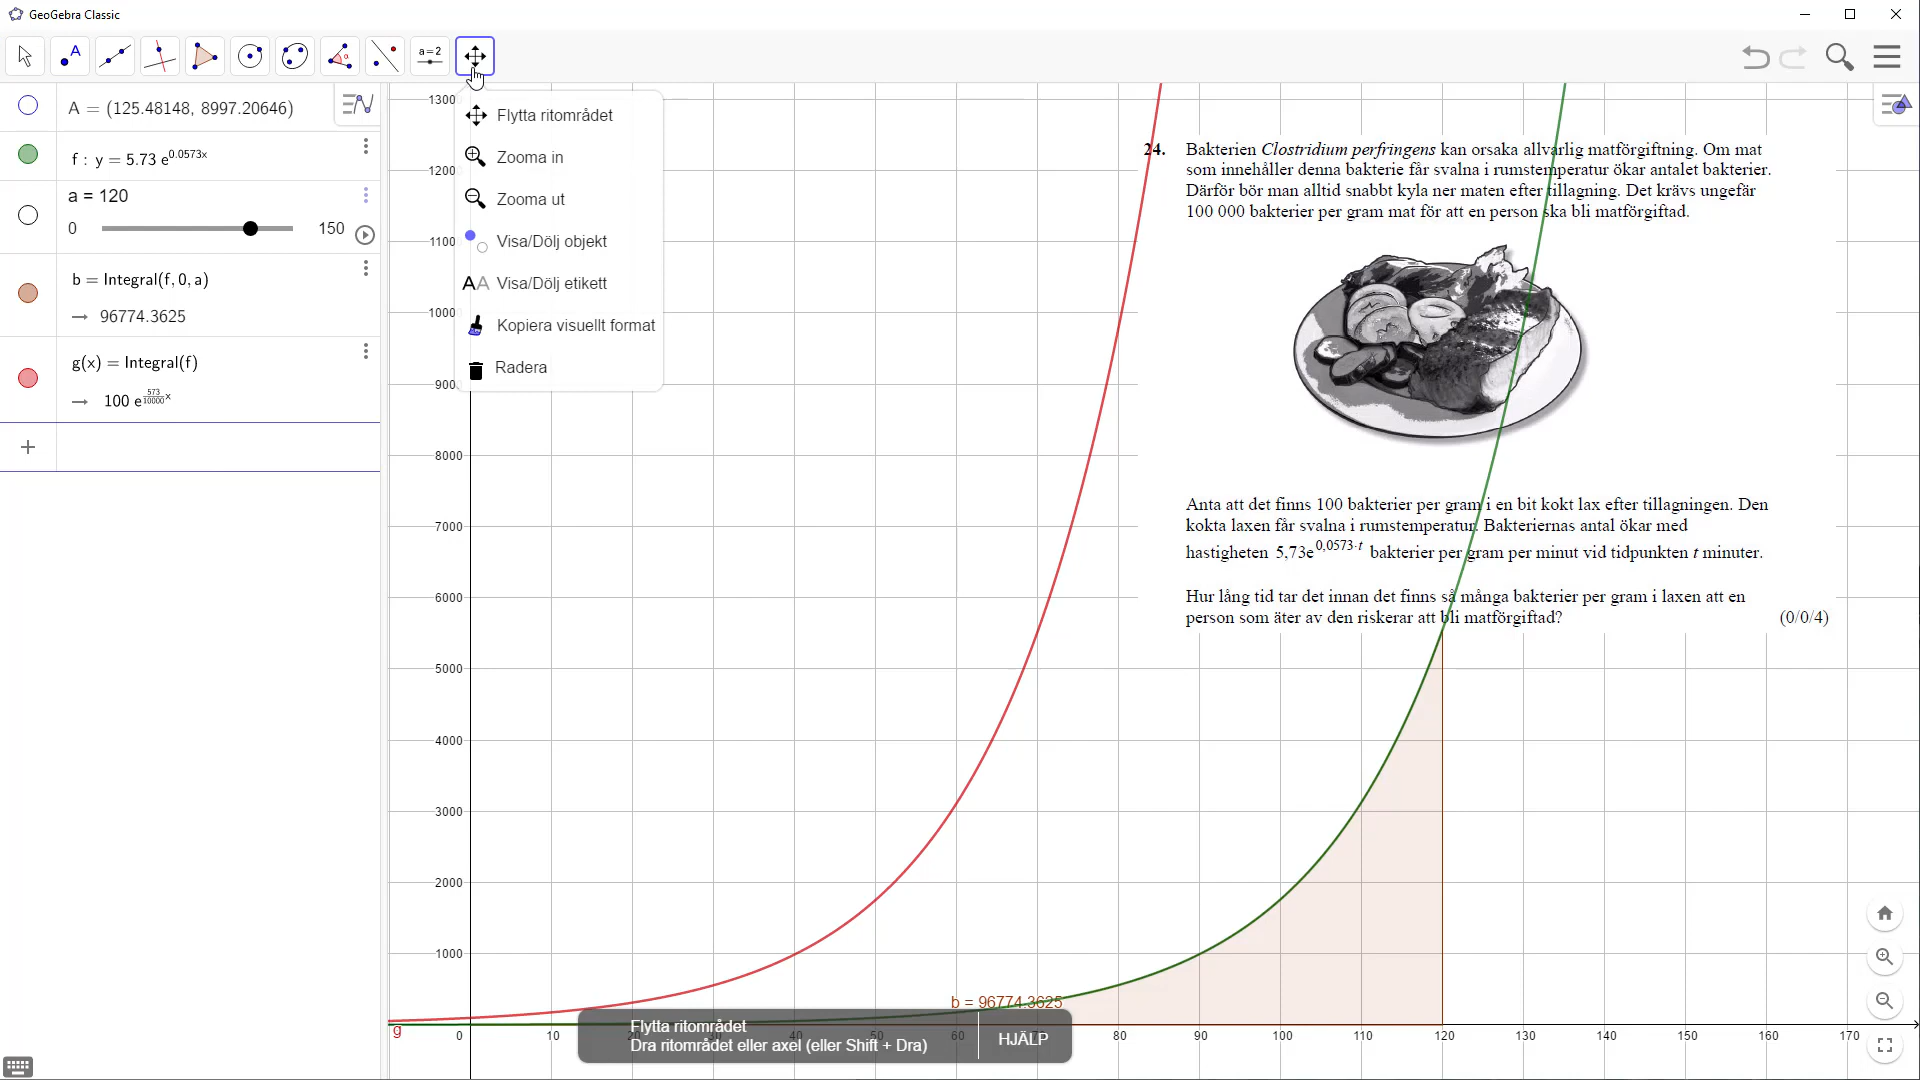 GeoGebra Classic
A
α
a=2
A = (125.48148, 8997.20646)
f : y = 5.73 e^0.0573x
a = 120
0
150
b = Integral(f, 0, a)
→ 96774.3625
g(x) = Integral(f)
→ 100 e^(573/10000)x
+
Flytta ritområdet
Zooma in
Zooma ut
Visa/Dölj objekt
AA Visa/Dölj etikett
Kopiera visuellt format
Radera
1300
1200
1100
1000
900
8000
7000
6000
5000
4000
3000
2000
1000
24. Bakterien Clostridium perfringens kan orsaka allvarlig matförgiftning. Om mat
som innehåller denna bakterie får svalna i rumstemperatur ökar antalet bakterier.
Därför bör man alltid snabbt kyla ner maten efter tillagning. Det krävs ungefär
100 000 bakterier per gram mat för att en person ska bli matförgiftad.
Anta att det finns 100 bakterier per gram i en bit kokt lax efter tillagningen. Den
kokta laxen får svalna i rumstemperatur. Bakteriernas antal ökar med
hastigheten 5,73e^0,0573·t bakterier per gram per minut vid tidpunkten t minuter.
Hur lång tid tar det innan det finns så många bakterier per gram i laxen att en
person som äter av den riskerar att bli matförgiftad? (0/0/4)
b = 96774.3625
g
0 10 20 30 40 50 60 70 80 90 100 110 120 130 140 150 160 170
Flytta ritområdet
Dra ritområdet eller axel (eller Shift + Dra)
HJÄLP